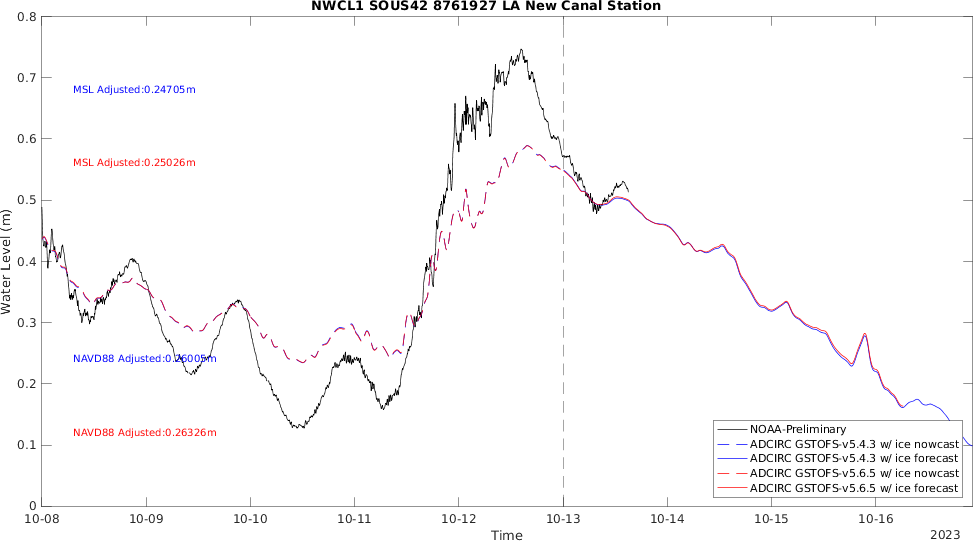 NWCL1 SOUS42 8761927 LA New Canal Station
0.8
0.7
0.6
0.5
0.4
0.3
0.2
0.1
0
Water Level (m)
MSL Adjusted:0.24705m
MSL Adjusted:0.25026m
NAVD88 Adjusted:0.26005m
NAVD88 Adjusted:0.26326m
NOAA-Preliminary
ADCIRC GSTOFS-v5.4.3 w/ ice nowcast
ADCIRC GSTOFS-v5.4.3 w/ ice forecast
ADCIRC GSTOFS-v5.6.5 w/ ice nowcast
ADCIRC GSTOFS-v5.6.5 w/ ice forecast
10-08 10-09 10-10 10-11 10-12 10-13 10-14 10-15 10-16
Time
2023